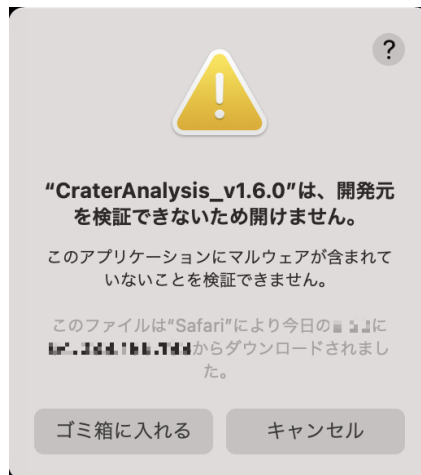 ?
“CraterAnalysis_v1.6.0”は、開発元
を検証できないため開けません。
このアプリケーションにマルウェアが含まれて
いないことを検証できません。
このファイルは“Safari”により今日の に
からダウンロードされまし
た。
ゴミ箱に入れる
キャンセル